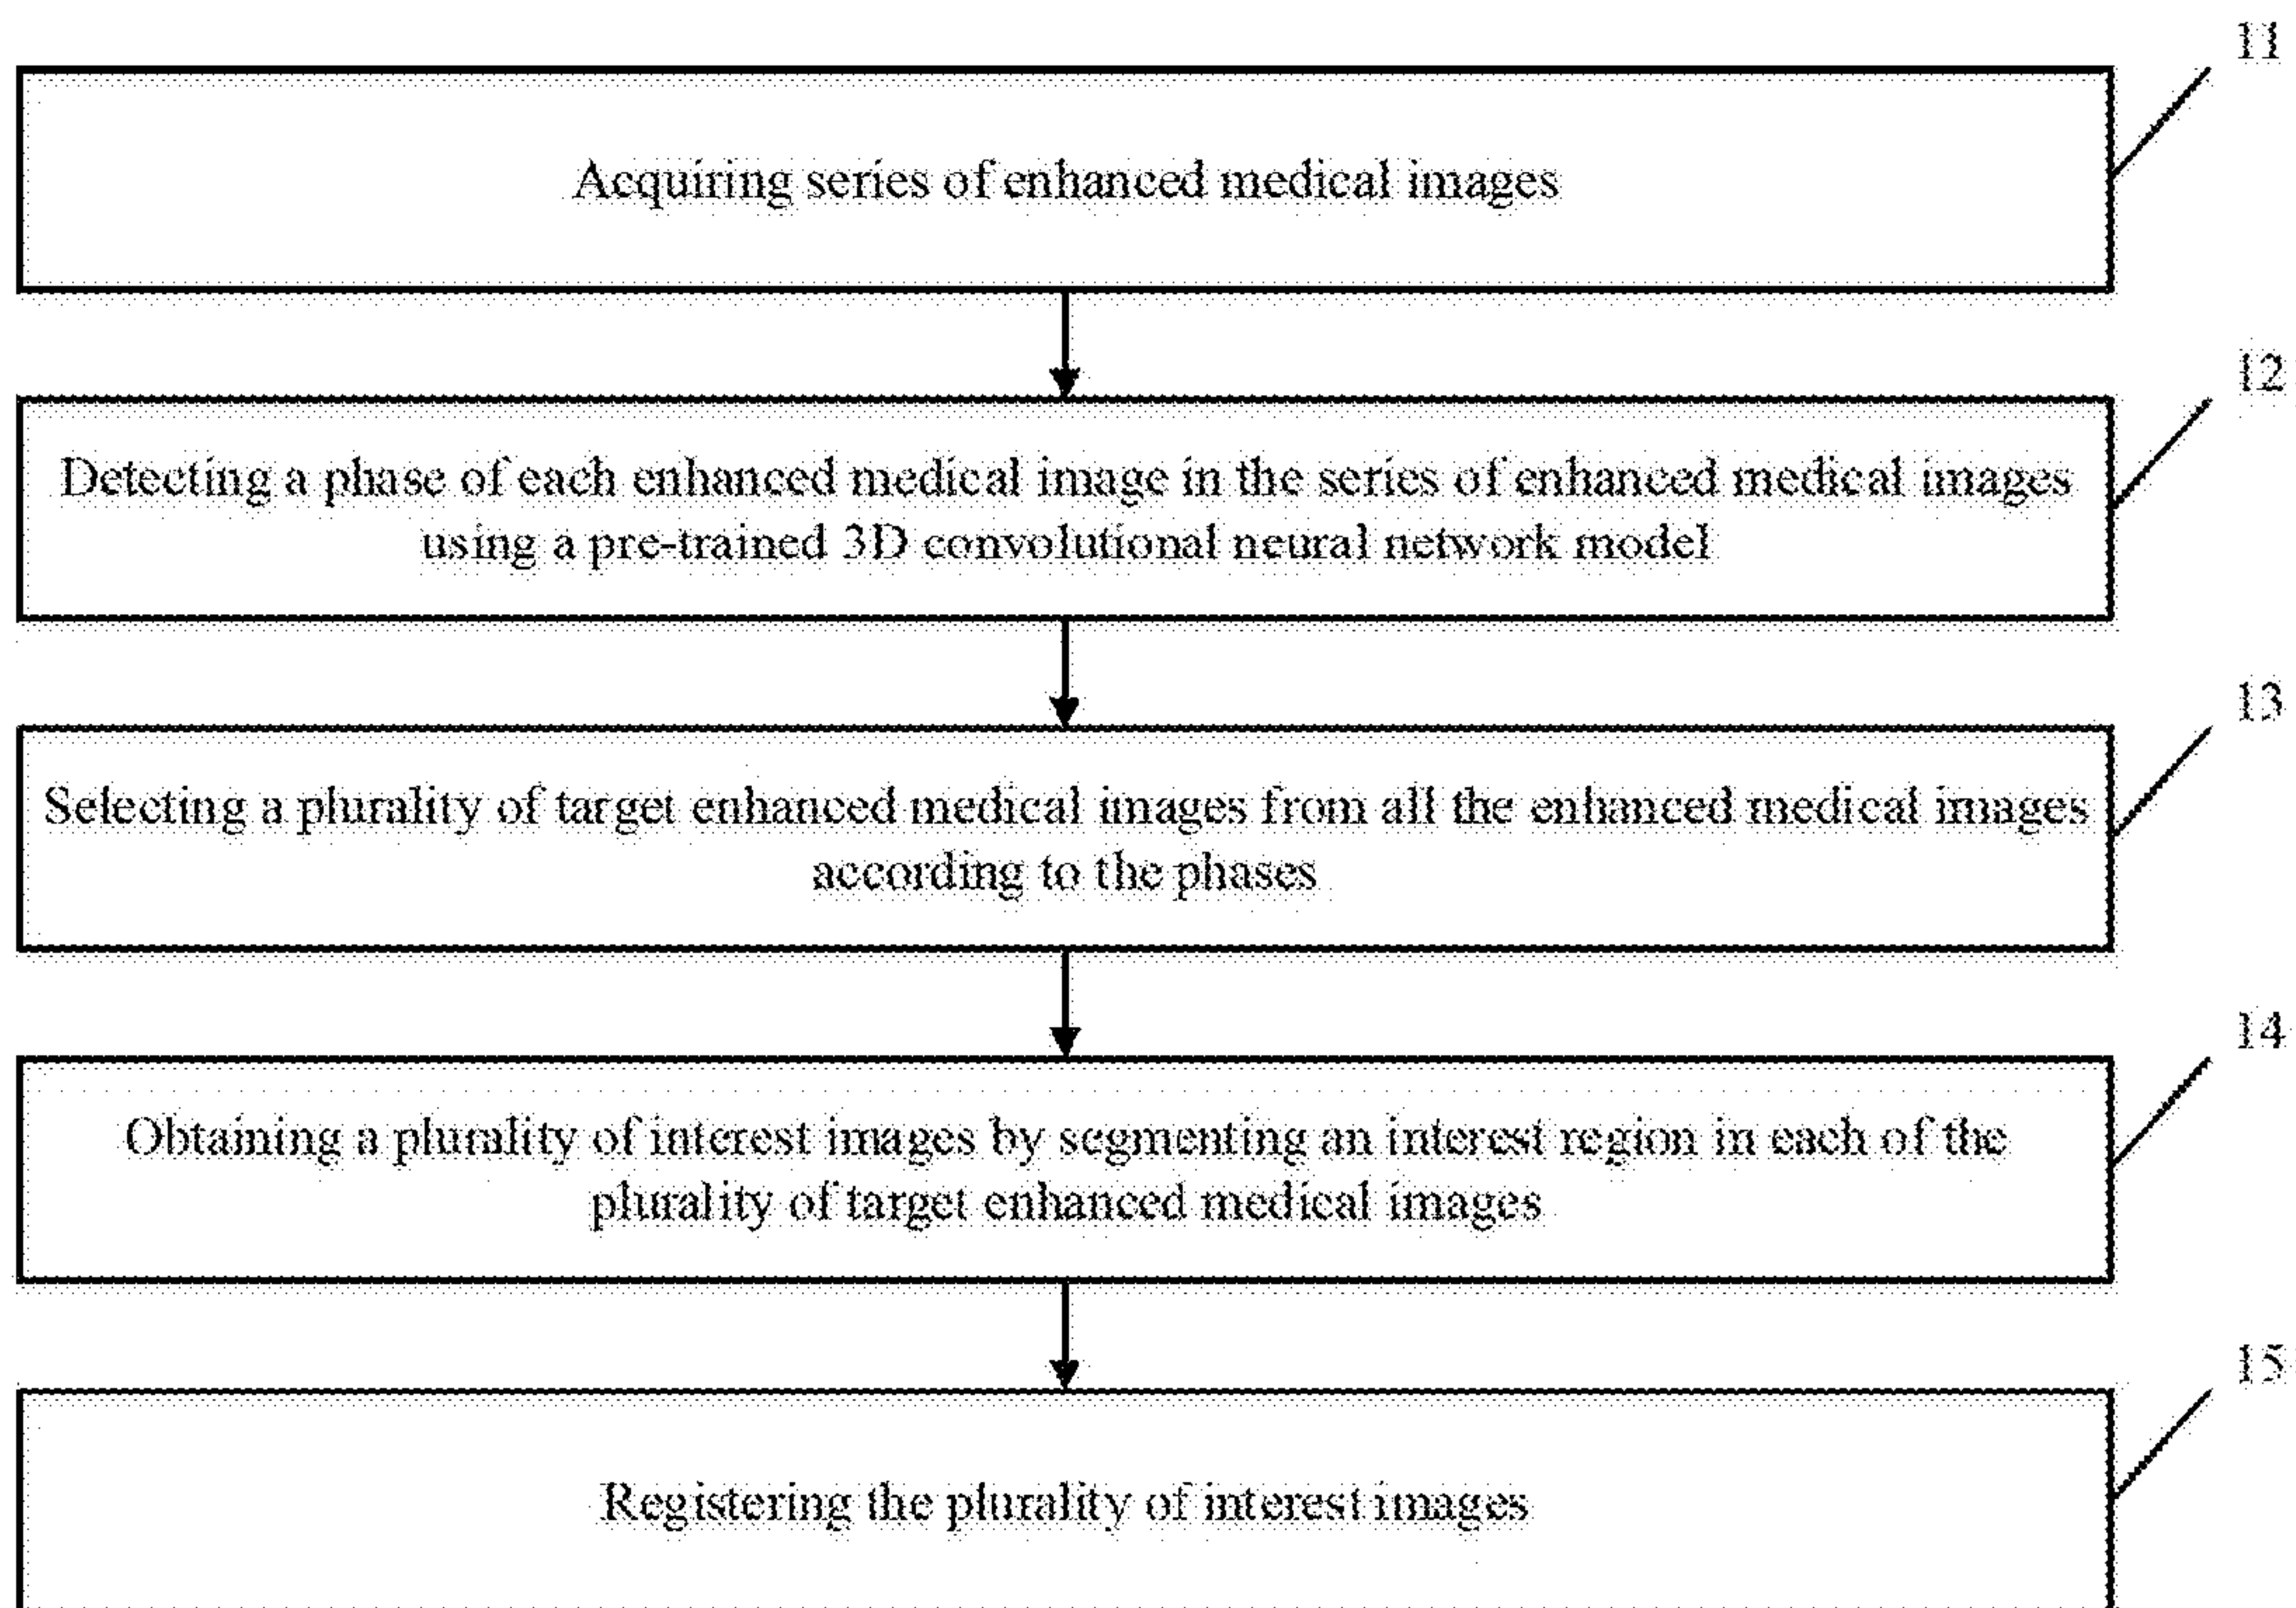 11
Acquiring series of enhanced medical images
12
Detecting a phase of each enhanced medical image in the series of enhanced medical images
using a pre-trained 3D convolutional neural network model
13
Selecting a plurality of target enhanced medical images from all the enhanced medical images
according to the phases
14
Obtaining a plurality of interest images by segmenting an interest region in each of the
plurality of target enhanced medical images
15
Registering the plurality of interest images